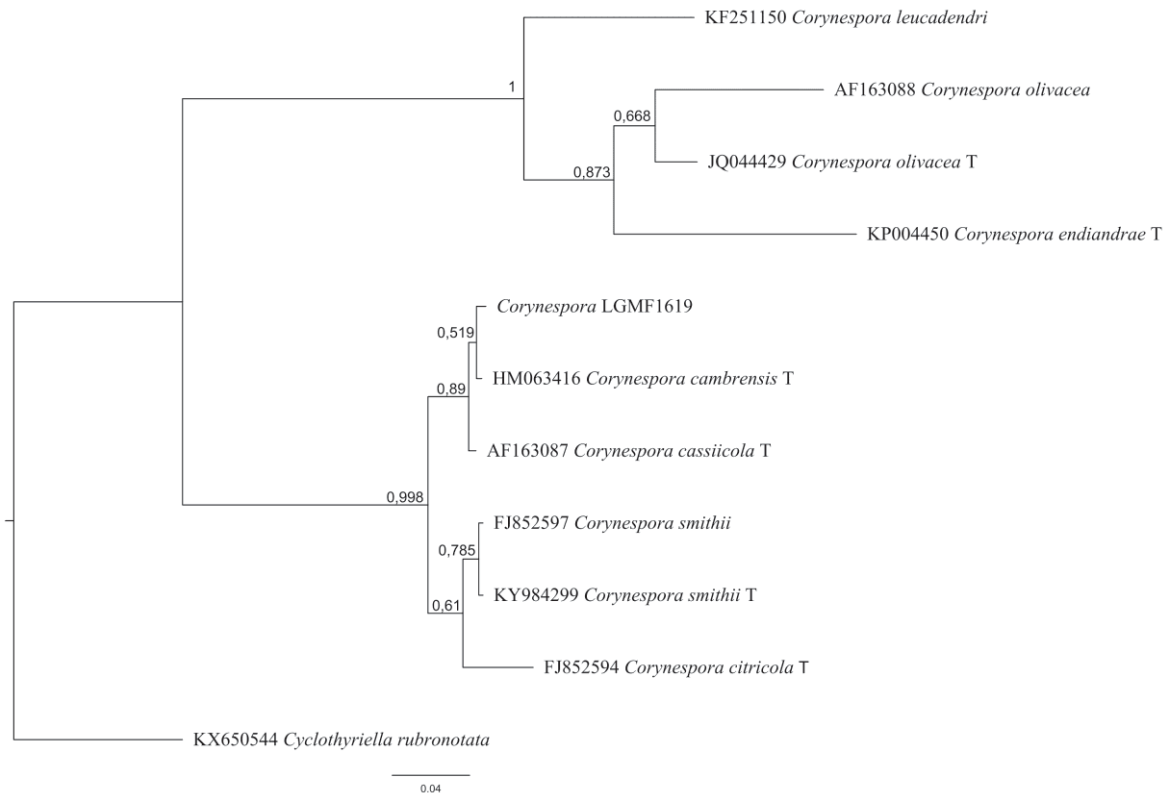 KF251150 Corynespora leucadendri
1
AF163088 Corynespora olivacea
0,668
JQ044429 Corynespora olivacea T
0,873
KP004450 Corynespora endiandrae T
Corynespora LGMF1619
0,519
HM063416 Corynespora cambrensis T
0,89
AF163087 Corynespora cassiicola T
0,998
FJ852597 Corynespora smithii
0,785
KY984299 Corynespora smithii T
0,61
FJ852594 Corynespora citricola T
KX650544 Cyclothyriella rubronotata
0.04